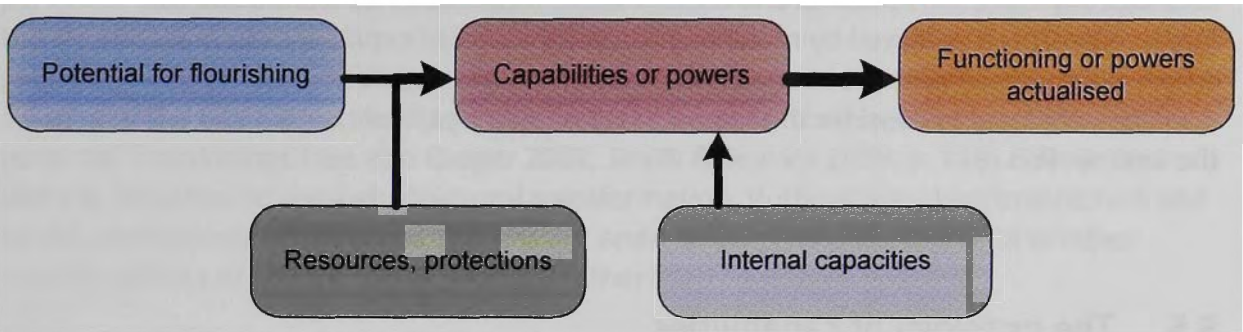 Potential for flourishing
Capabilities or powers
Functioning or powers
actualised
Resources, protections
Internal capacities